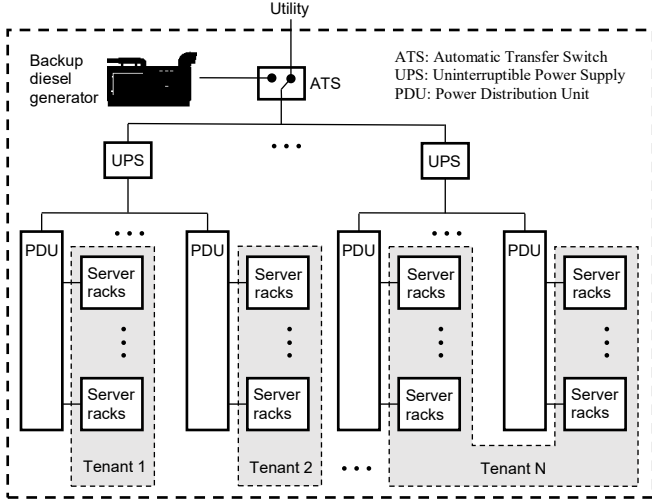 Utility
Backup
diesel
generator
ATS
ATS: Automatic Transfer Switch
UPS: Uninterruptible Power Supply
PDU: Power Distribution Unit
UPS
UPS
PDU
PDU
PDU
PDU
Server
racks
Server
racks
Server
racks
Server
racks
Server
racks
Server
racks
Server
racks
Server
racks
Tenant 1
Tenant 2
Tenant N